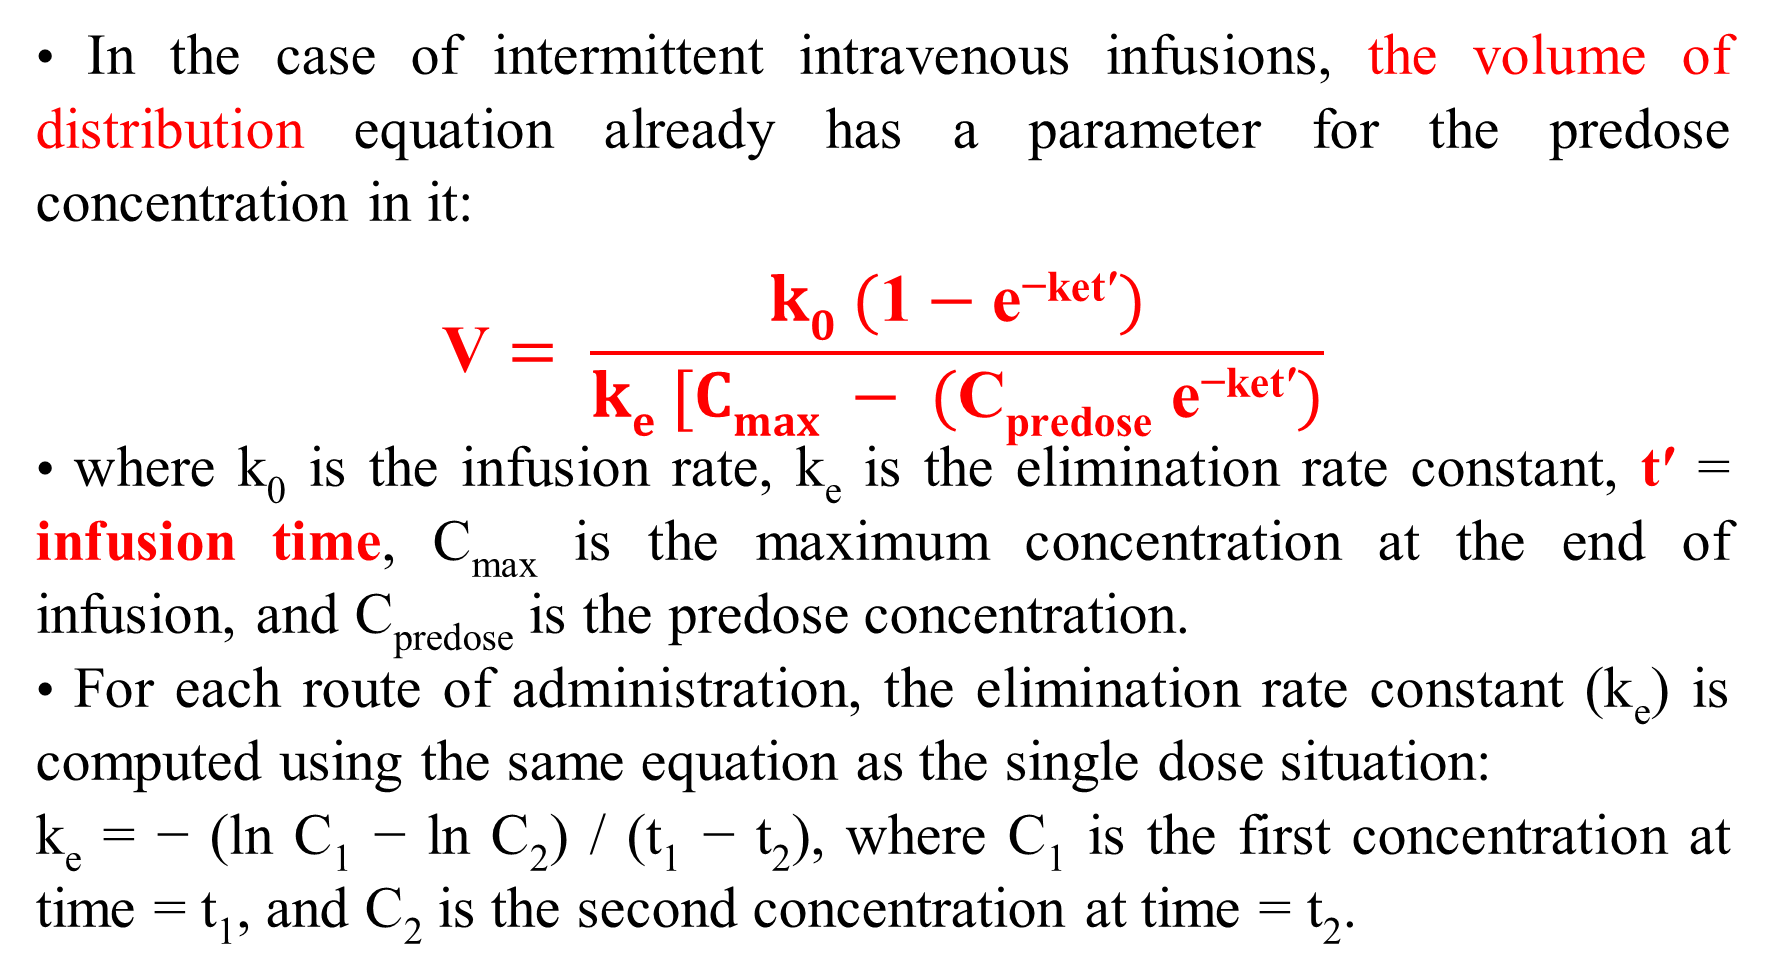 • In the case of intermittent intravenous infusions, the volume of
distribution equation already has a parameter for the predose
concentration in it:
V = k₀ (1 − e^−ket′) / kₑ [Cmax − (Cpredose e^−ket′)
• where k₀ is the infusion rate, kₑ is the elimination rate constant, t′ =
infusion time, Cmax is the maximum concentration at the end of
infusion, and Cpredose is the predose concentration.
• For each route of administration, the elimination rate constant (kₑ) is
computed using the same equation as the single dose situation:
kₑ = − (ln C₁ − ln C₂) / (t₁ − t₂), where C₁ is the first concentration at
time = t₁, and C₂ is the second concentration at time = t₂.